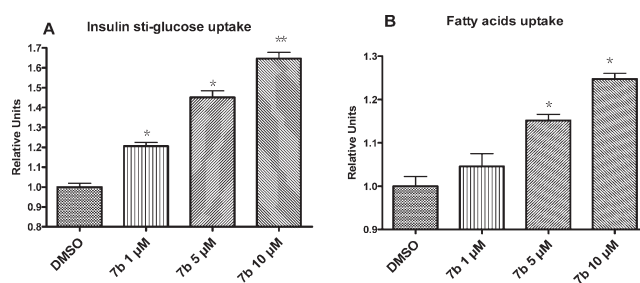 A
Insulin sti-glucose uptake
Relative Units
1.7
1.6
1.5
1.4
1.3
1.2
1.1
1.0
0.9
0.8
*
*
**
DMSO
7b 1 µM
7b 5 µM
7b 10 µM
B
Fatty acids uptake
Relative Units
1.3
1.2
1.1
1.0
0.9
*
*
DMSO
7b 1 µM
7b 5 µM
7b 10 µM